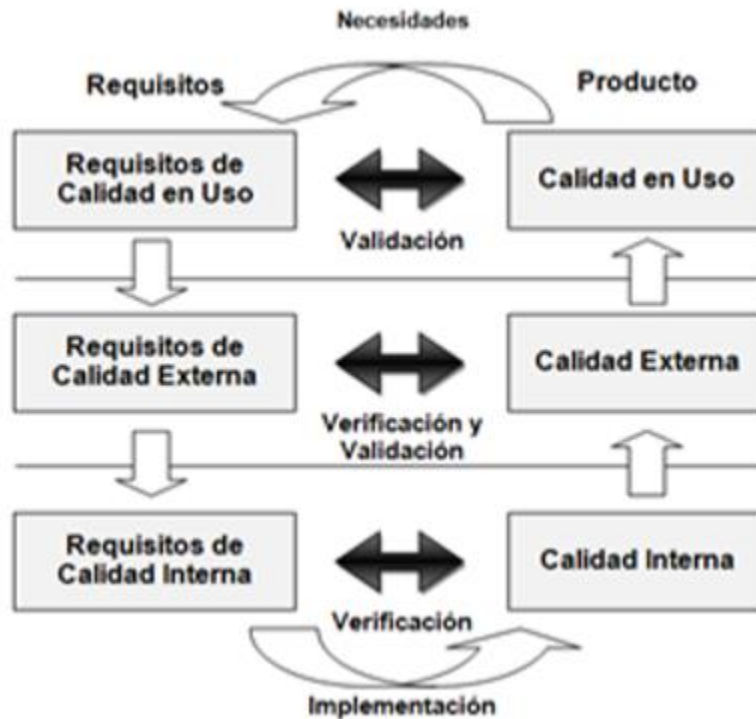 Necesidades
Requisitos
Producto
Requisitos de
Calidad en Uso
Calidad en Uso
Validación
Requisitos de
Calidad Externa
Calidad Externa
Verificación y
Validación
Requisitos de
Calidad Interna
Calidad Interna
Verificación
Implementación